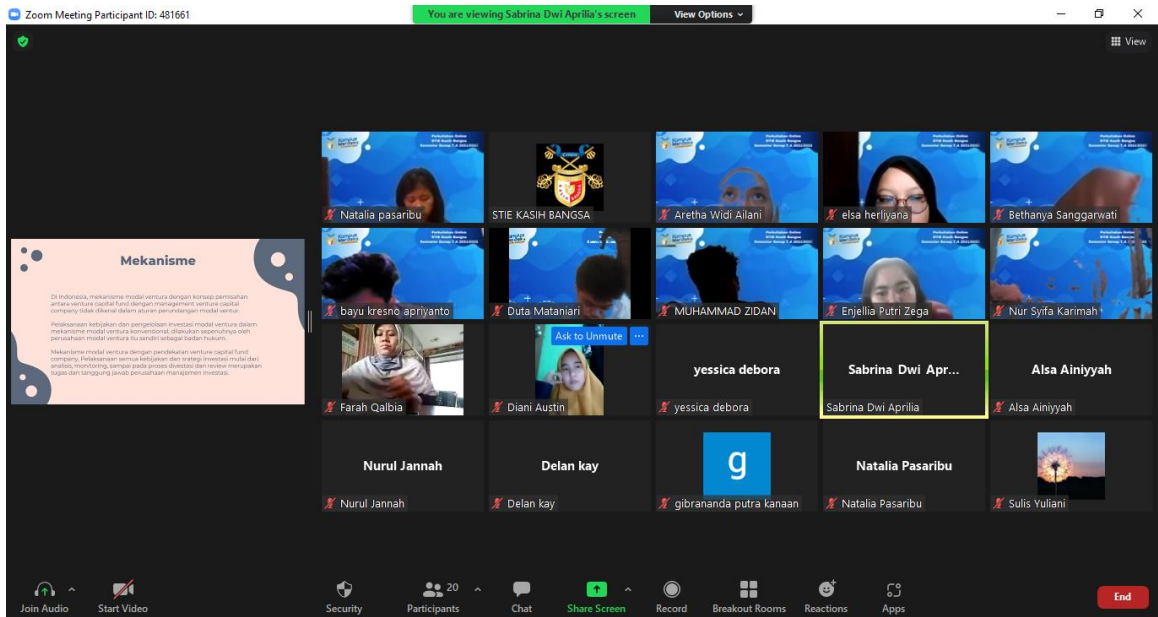 Zoom Meeting Participant ID: 481661
You are viewing Sabrina Dwi Aprilia's screen
View Options
View
Natalia pasaribu
STIE KASIH BANGSA
Aretha Widi Ailani
elsa herliyana
Bethanya Sanggarwati
bayu kresno apriyanto
Duta Mataniari
MUHAMMAD ZIDAN
Enjellia Putri Zega
Nur Syifa Karimah
Mekanisme
Di Indonesia, mekanisme modal ventura dengan konsep pemisahan
antara venture capital fund dengan management venture capital
company tidak dikenal dalam aturan perundangan modal ventur.
Pelaksanaan kebijakan dan pengelolaan investasi modal ventura dalam
mekanisme modal ventura konvensional, dilakukan sepenuhnya oleh
perusahaan modal ventura itu sendiri sebagai badan hukum.
Mekanisme modal ventura dengan pendekatan venture capital fund
company. Pelaksanaan semua kebijakan dan srategi investasi mulai dari
analisis, monitoring, sampai pada proses divestasi dan review merupakan
tugas dan tanggung jawab perusahaan manajemen investasi.
Farah Qalbia
Ask to Unmute
Diani Austin
yessica debora
yessica debora
Sabrina Dwi Apr...
Sabrina Dwi Aprilia
Alsa Ainiyyah
Alsa Ainiyyah
Nurul Jannah
Nurul Jannah
Delan kay
Delan kay
g
gibrananda putra kanaan
Natalia Pasaribu
Natalia Pasaribu
Sulis Yuliani
Join Audio
Start Video
Security
Participants
20
Chat
Share Screen
Record
Breakout Rooms
Reactions
Apps
End